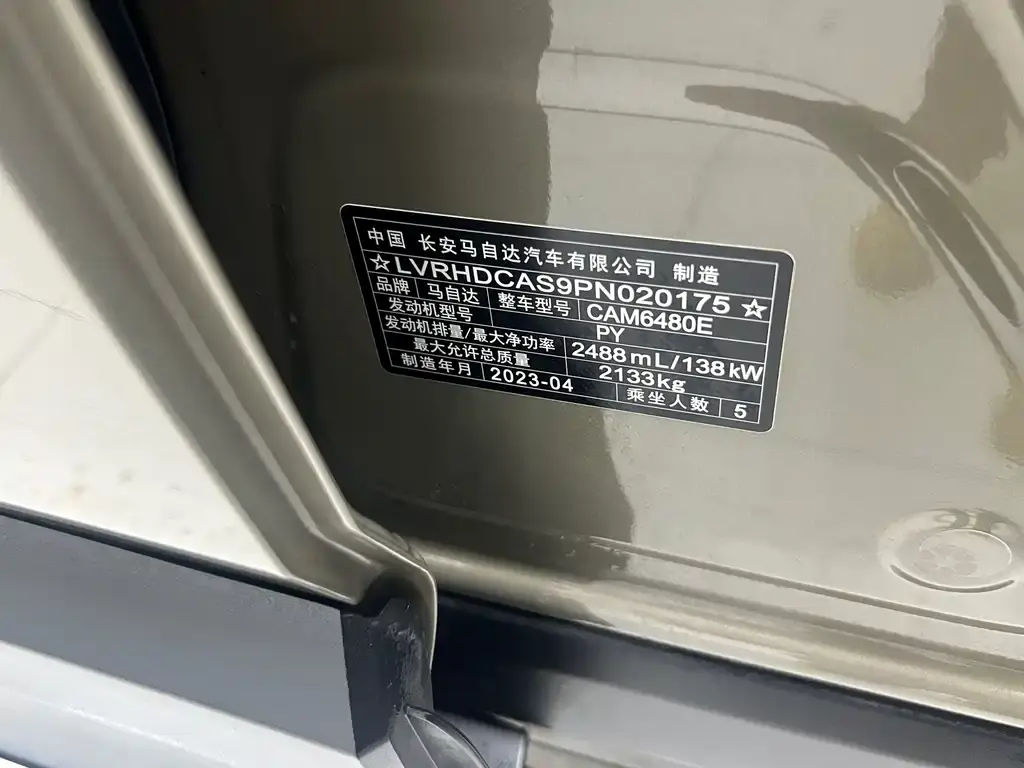 中国 长安马自达汽车有限公司 制造
☆LVRHDCAS9PN020175☆
品牌 马自达 整车型号 CAM6480E
发动机型号 PY
发动机排量/最大净功率 2488mL/138kW
最大允许总质量 2133kg
制造年月 2023-04 乘坐人数 5